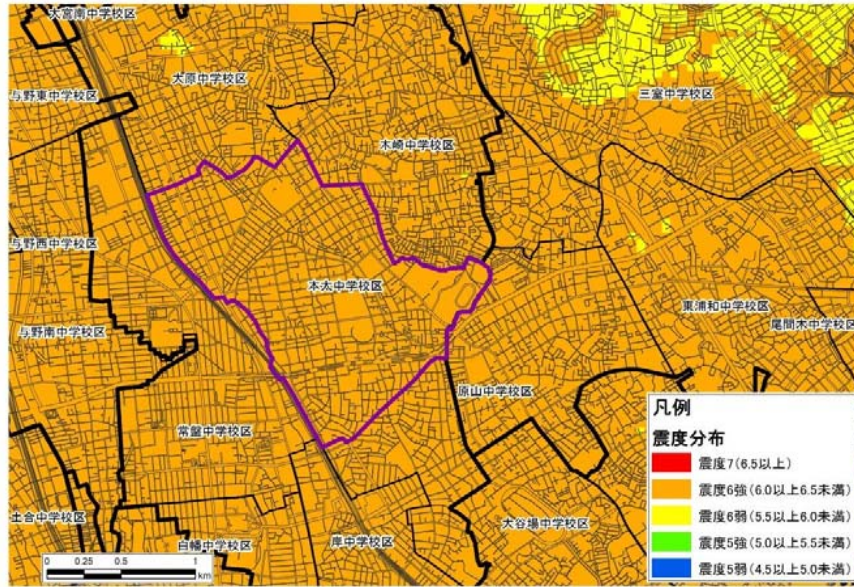 大宮南中学校区
大原中学校区
与野東中学校区
三室中学校区
木崎中学校区
与野西中学校区
本太中学校区
東浦和中学校区
尾間木中学校区
与野南中学校区
原山中学校区
常盤中学校区
土合中学校区
大谷場中学校区
白幡中学校区
岸中学校区
凡例
震度分布
震度7(6.5以上)
震度6強(6.0以上6.5未満)
震度6弱(5.5以上6.0未満)
震度5強(5.0以上5.5未満)
震度5弱(4.5以上5.0未満)
0 0.25 0.5 1
km